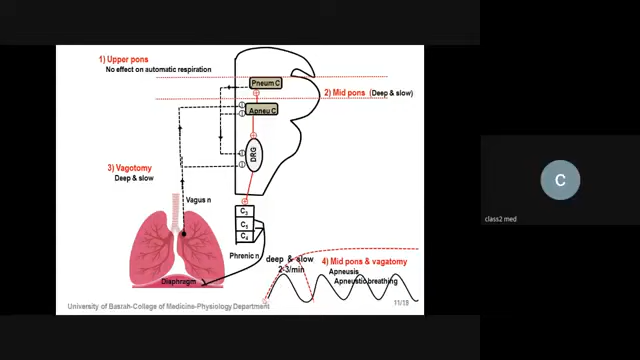 1) Upper pons
No effect on automatic respiration
Pneum C
2) Mid pons (Deep & slow)
Apneu C
DRG
3) Vagotomy
Deep & slow
Vagus n
C3
C5
C4
Phrenic n
Diaphragm
deep & slow
2-3/min
4) Mid pons & vagatomy
Apneusis
Apneustic breathing
University of Basrah-Collage of Medicine-Physiology Department
11/18
C
class2 med